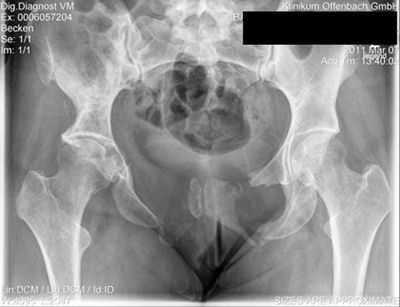 Dig.Diagnost VM
Ex: 0006057204
Becken
Se: 1/1
Im: 1/1
Klinikum Offenbach GmbH
2011 Mar 07
Acq Tm: 13:40:02
Lin:DCM / Lin:DCM / Id:ID
W:4095 L:2047
SIZES ARE APPROXIMATE